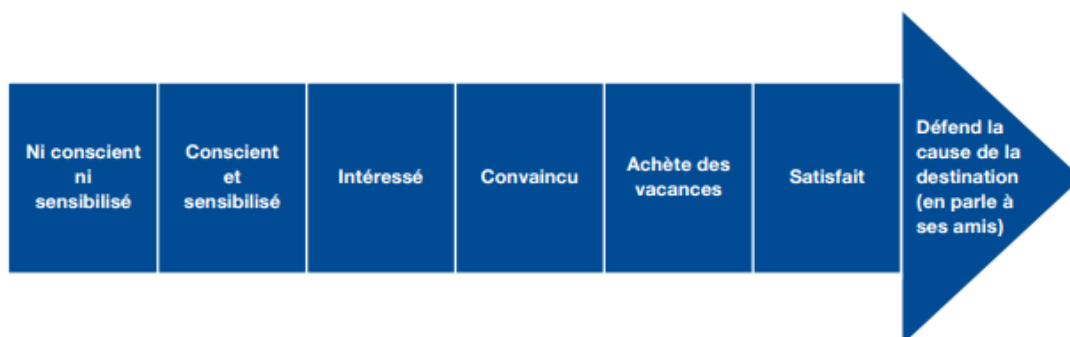 Ni conscient
ni
sensibilisé
Conscient
et
sensibilisé
Intéressé
Convaincu
Achète des
vacances
Satisfait
Défend la
cause de la
destination
(en parle à
ses amis)